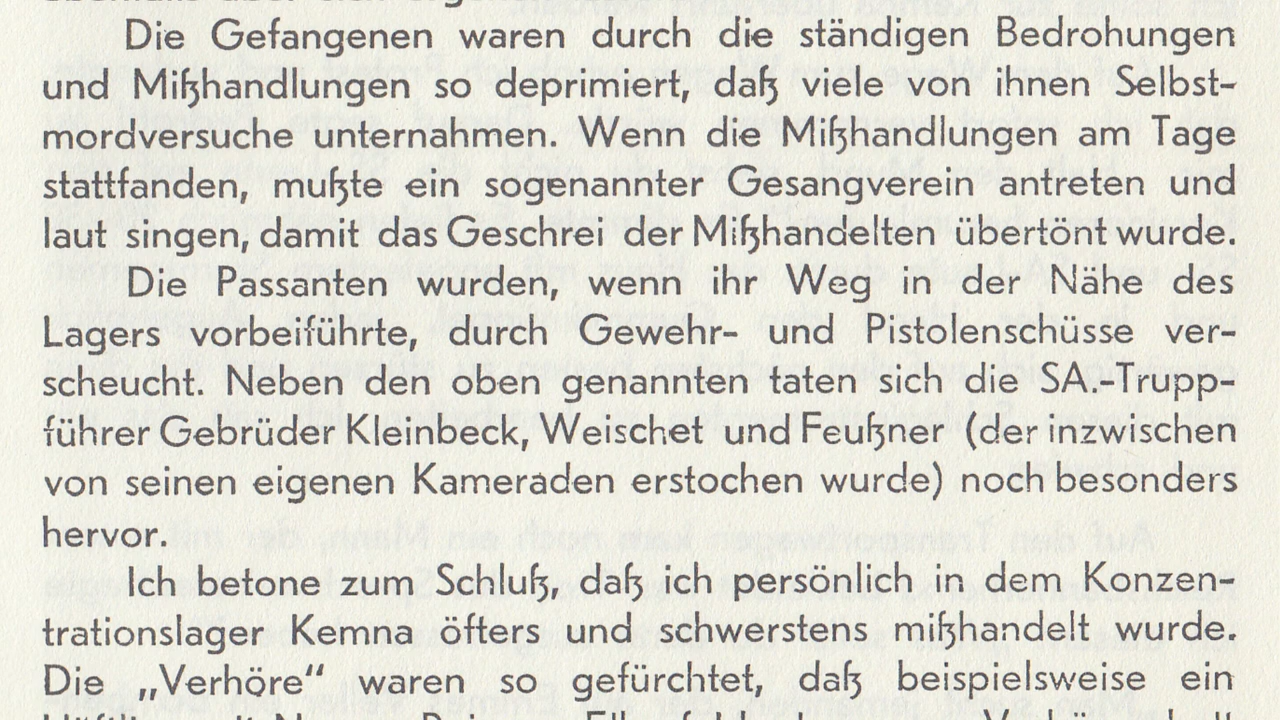 Die Gefangenen waren durch die ständigen Bedrohungen
und Mißhandlungen so deprimiert, daß viele von ihnen Selbst-
mordversuche unternahmen. Wenn die Mißhandlungen am Tage
stattfanden, mußte ein sogenannter Gesangverein antreten und
laut singen, damit das Geschrei der Mißhandelten übertönt wurde.
Die Passanten wurden, wenn ihr Weg in der Nähe des
Lagers vorbeiführte, durch Gewehr- und Pistolenschüsse ver-
scheucht. Neben den oben genannten taten sich die SA-Trupp-
führer Gebrüder Kleinbeck, Weischet und Feußner (der inzwischen
von seinen eigenen Kameraden erstochen wurde) noch besonders
hervor.
Ich betone zum Schluß, daß ich persönlich in dem Konzen-
trationslager Kemna öfters und schwerstens mißhandelt wurde.
Die „Verhöre“ waren so gefürchtet, daß beispielsweise ein